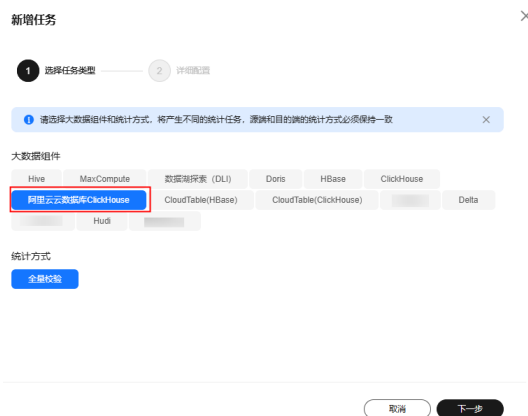 新增任务
1 选择任务类型 2 详细配置
请选择大数据组件和统计方式，将产生不同的统计任务，源端和目的端的统计方式必须保持一致
大数据组件
Hive MaxCompute 数据湖探索（DLI） Doris HBase ClickHouse
阿里云云数据库ClickHouse CloudTable(HBase) CloudTable(ClickHouse) Delta
Hudi
统计方式
全量校验
取消 下一步